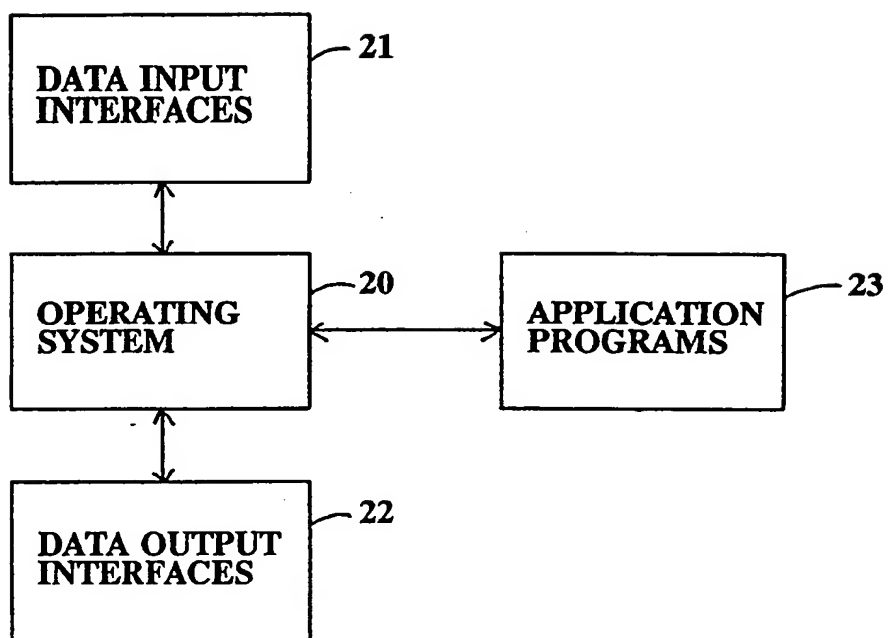 DATA INPUT
INTERFACES
21
OPERATING
SYSTEM
20
APPLICATION
PROGRAMS
23
DATA OUTPUT
INTERFACES
22